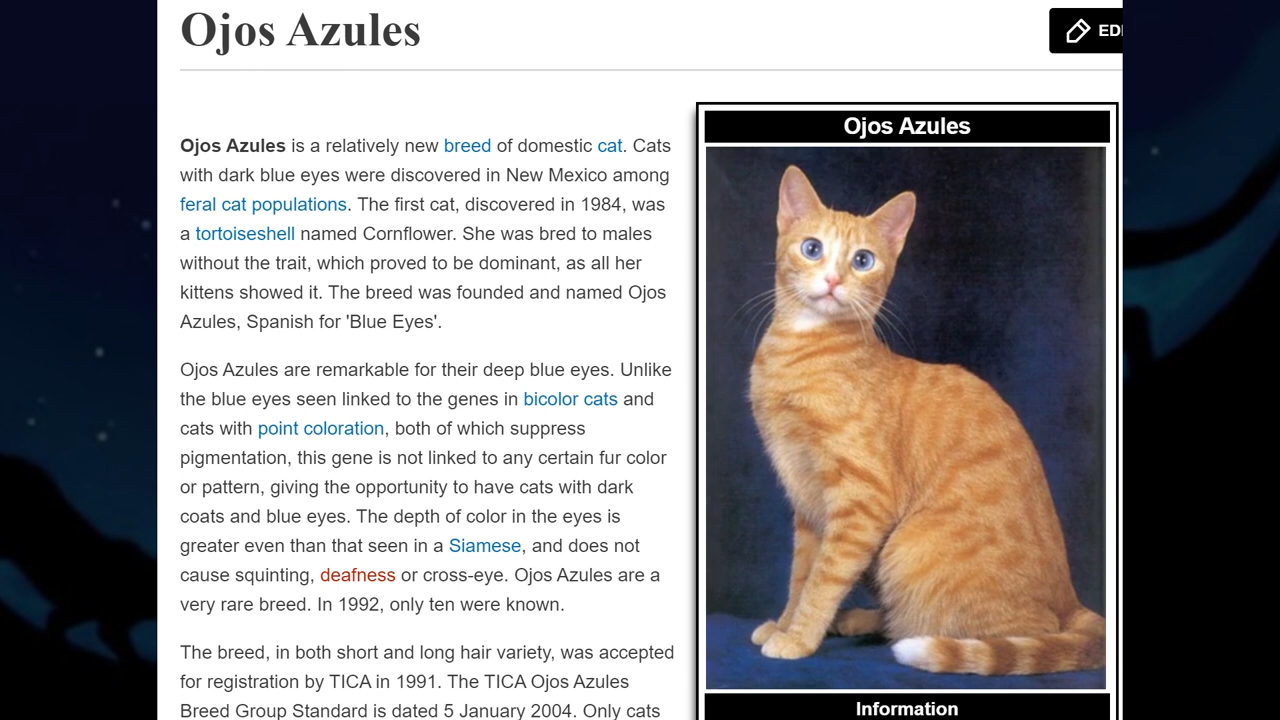 Ojos Azules
Ojos Azules is a relatively new breed of domestic cat. Cats
with dark blue eyes were discovered in New Mexico among
feral cat populations. The first cat, discovered in 1984, was
a tortoiseshell named Cornflower. She was bred to males
without the trait, which proved to be dominant, as all her
kittens showed it. The breed was founded and named Ojos
Azules, Spanish for 'Blue Eyes'.
Ojos Azules are remarkable for their deep blue eyes. Unlike
the blue eyes seen linked to the genes in bicolor cats and
cats with point coloration, both of which suppress
pigmentation, this gene is not linked to any certain fur color
or pattern, giving the opportunity to have cats with dark
coats and blue eyes. The depth of color in the eyes is
greater even than that seen in a Siamese, and does not
cause squinting, deafness or cross-eye. Ojos Azules are a
very rare breed. In 1992, only ten were known.
The breed, in both short and long hair variety, was accepted
for registration by TICA in 1991. The TICA Ojos Azules
Breed Group Standard is dated 5 January 2004. Only cats
Ojos Azules
Information